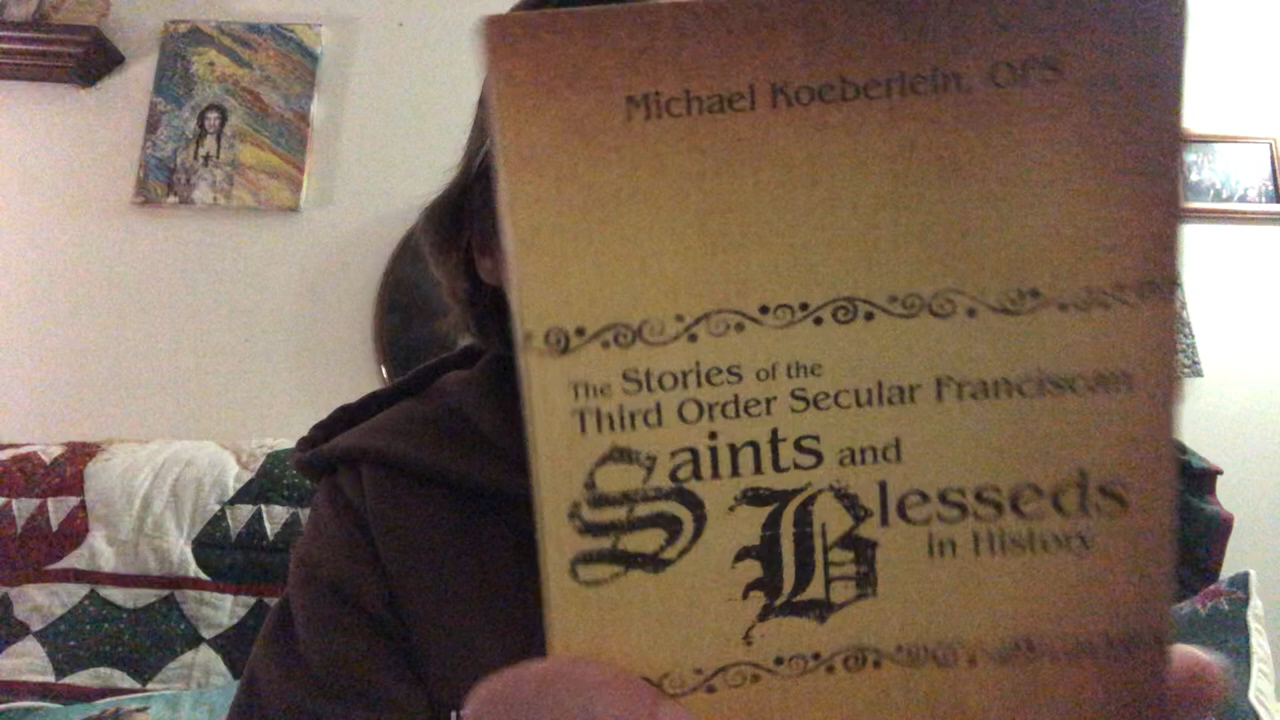 Michael Koeberlein, OFS
The Stories of the
Third Order Secular Franciscan
Saints and
Blesseds
in History